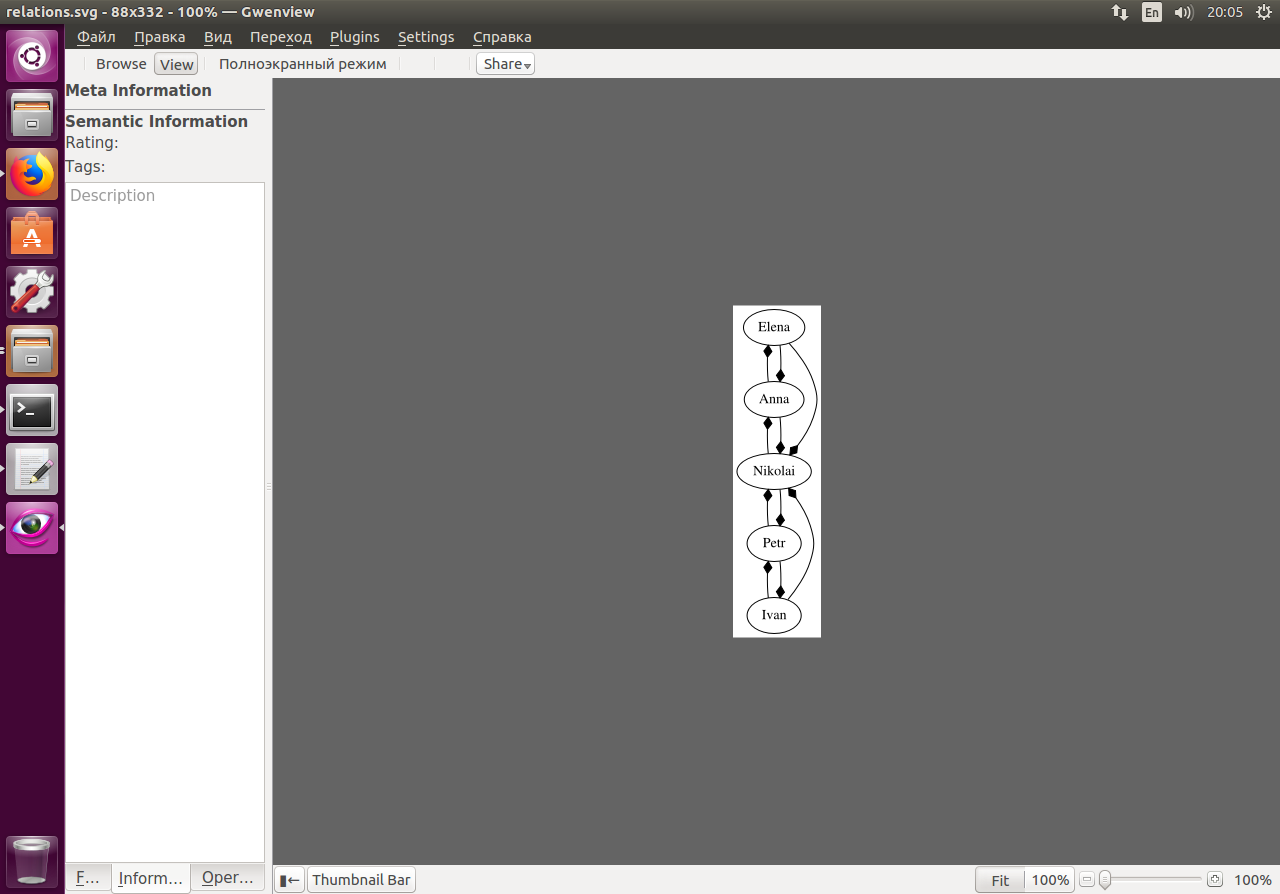 relations.svg - 88x332 - 100% — Gwenview
En
20:05
Файл Правка Вид Переход Plugins Settings Справка
Browse View Полноэкранный режим Share
Meta Information
Semantic Information
Rating:
Tags:
Description
Elena
Anna
Nikolai
Petr
Ivan
F... Inform... Oper...
Thumbnail Bar
Fit 100% 100%